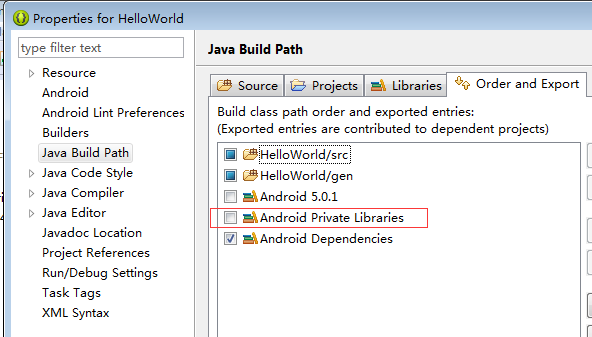 Properties for HelloWorld
type filter text
Resource
Android
Android Lint Preferences
Builders
Java Build Path
Java Code Style
Java Compiler
Java Editor
Javadoc Location
Project References
Run/Debug Settings
Task Tags
XML Syntax
Java Build Path
Source Projects Libraries Order and Export
Build class path order and exported entries:
(Exported entries are contributed to dependent projects)
HelloWorld/src
HelloWorld/gen
Android 5.0.1
Android Private Libraries
Android Dependencies